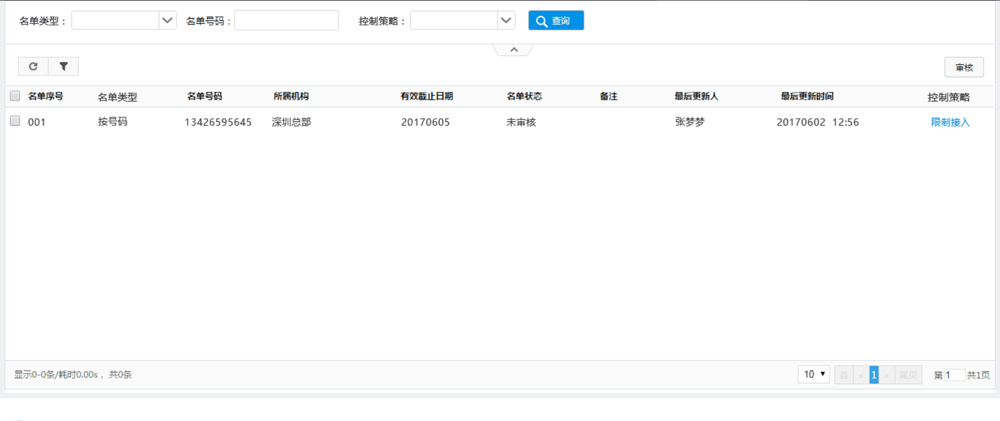 名单类型： 名单号码： 控制策略： 查询
审核
名单序号 名单类型 名单号码 所属机构 有效截止日期 名单状态 备注 最后更新人 最后更新时间 控制策略
001 按号码 13426595645 深圳总部 20170605 未审核 张梦梦 20170602 12:56 限制接入
显示0-0条/耗时0.00s， 共0条 10 首 < 1 > 尾页 第 1 共1页